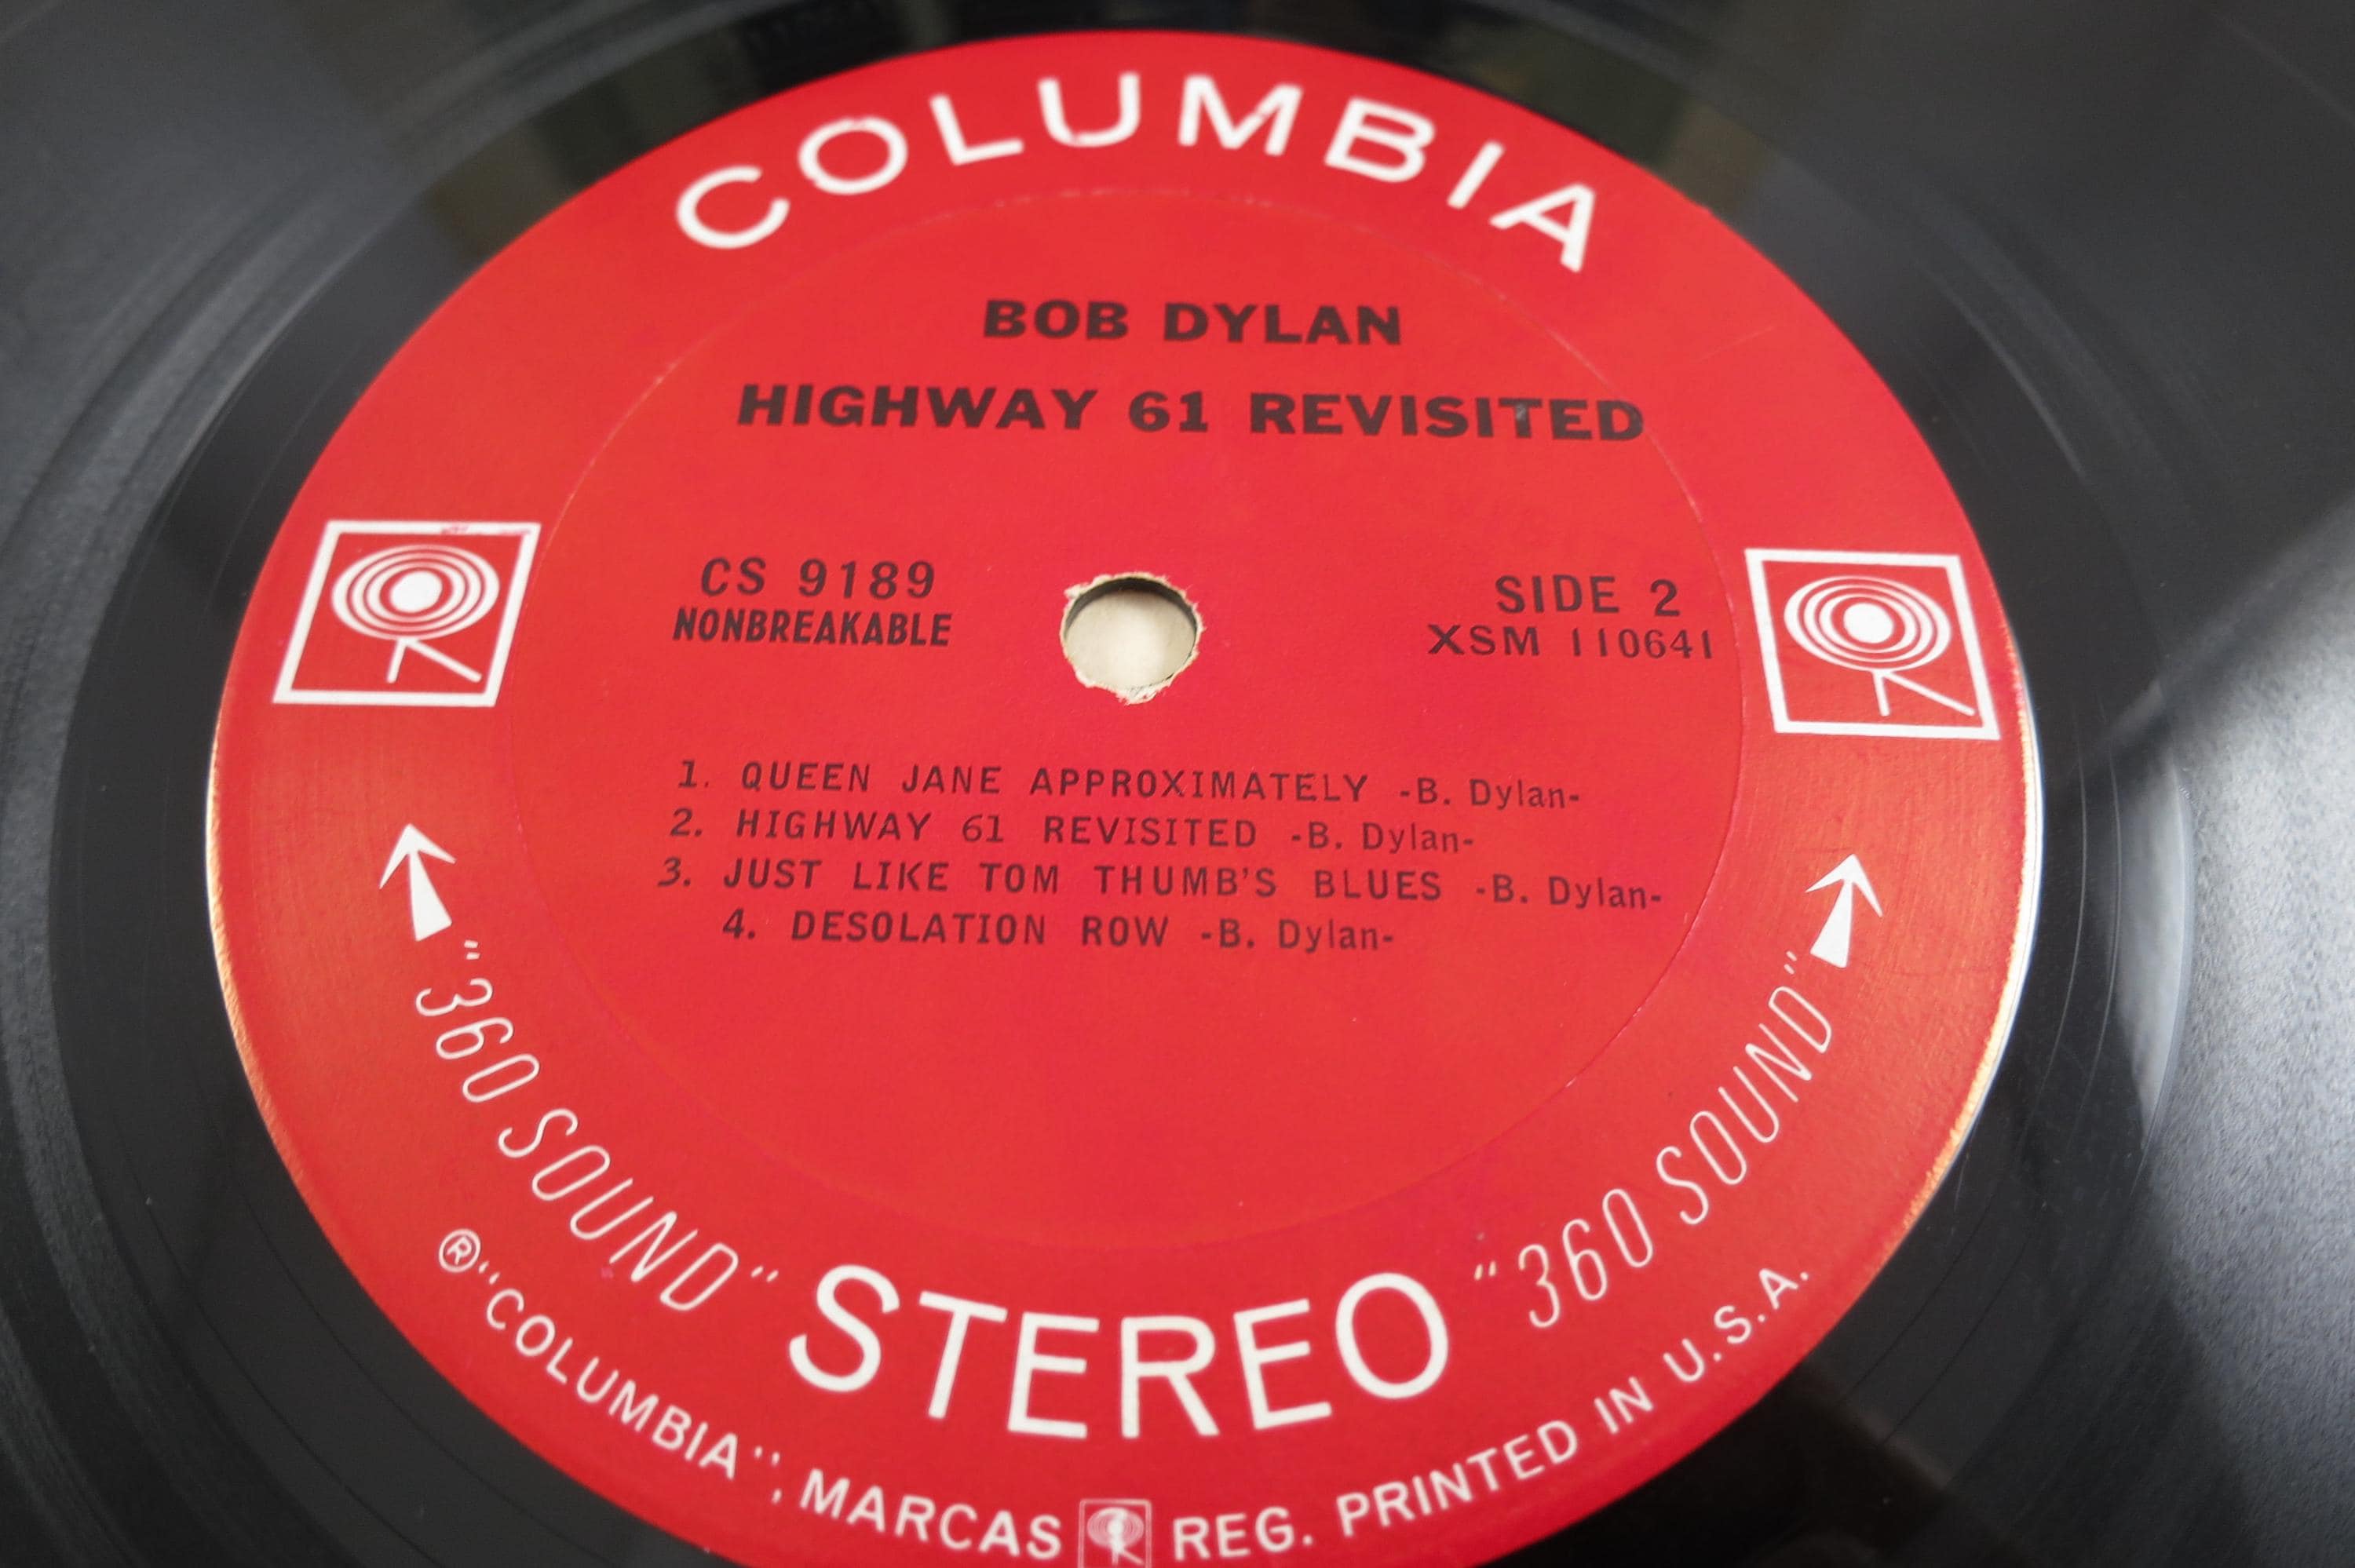 COLUMBIA
BOB DYLAN
HIGHWAY 61 REVISITED
CS 9189
NONBREAKABLE
SIDE 2
XSM 110641
1. QUEEN JANE APPROXIMATELY -B. Dylan-
2. HIGHWAY 61 REVISITED -B. Dylan-
3. JUST LIKE TOM THUMB'S BLUES -B. Dylan-
4. DESOLATION ROW -B. Dylan-
"360 SOUND" STEREO "360 SOUND"
®"COLUMBIA", MARCAS REG. PRINTED IN U.S.A.